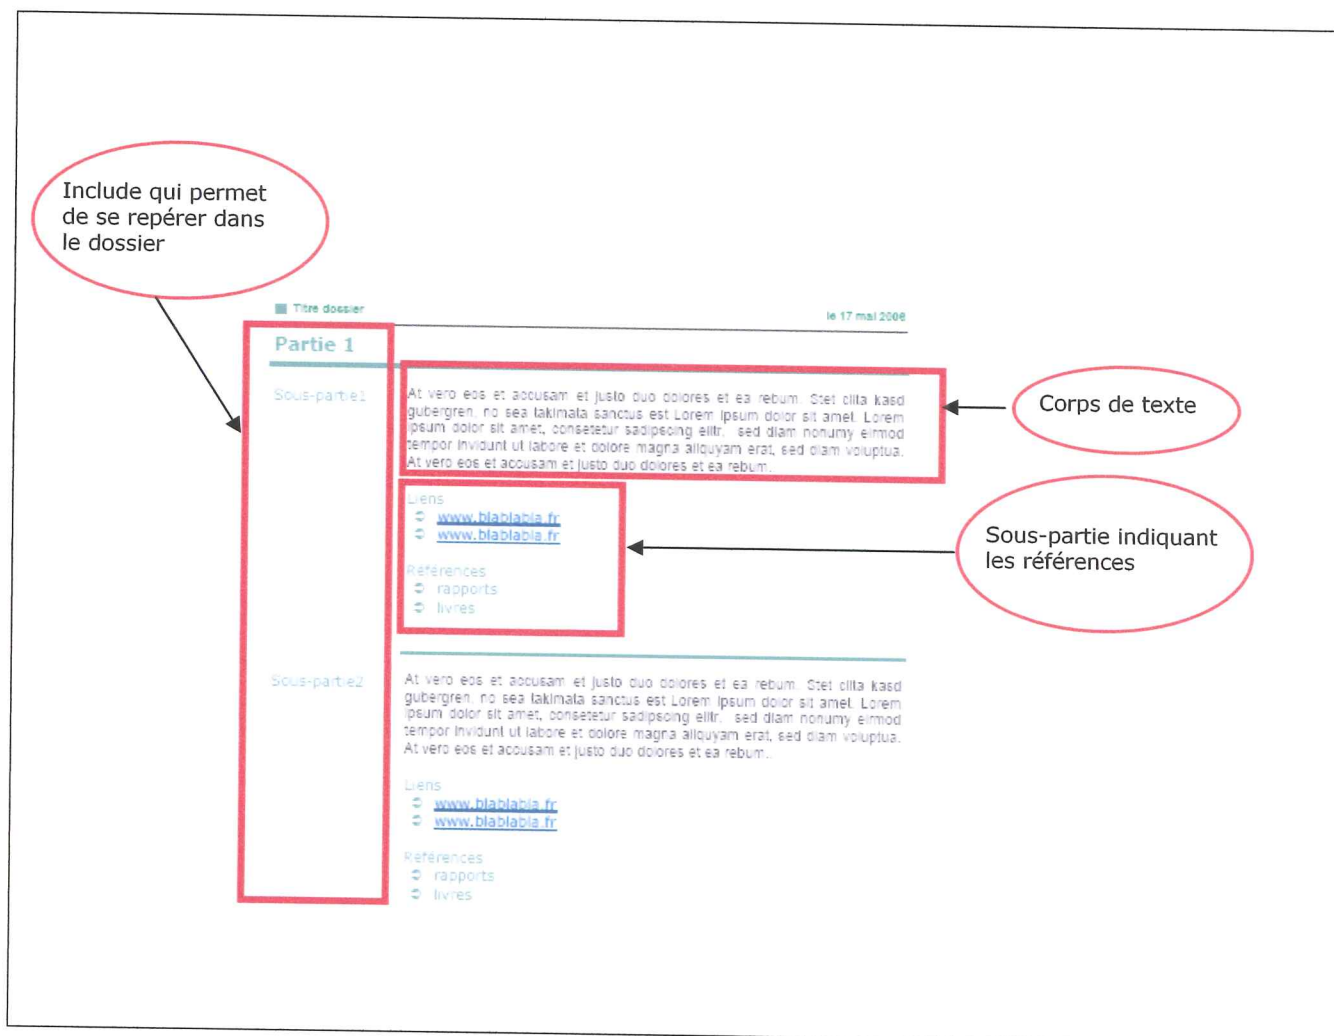 Include qui permet
de se repérer dans
le dossier
Titre dossier
le 17 mai 2006
Partie 1
Sous-partie1
At vero eos et accusam et justo duo dolores et ea rebum. Stet clita kasd
gubergren, no sea takimata sanctus est Lorem ipsum dolor sit amet. Lorem
ipsum dolor sit amet, consetetur sadipscing elitr, sed diam nonumy eirmod
tempor invidunt ut labore et dolore magna aliquyam erat, sed diam voluptua.
At vero eos et accusam et justo duo dolores et ea rebum.
Corps de texte
Liens
www.blablabla.fr
www.blablabla.fr
Références
rapports
livres
Sous-partie indiquant
les références
Sous-partie2
At vero eos et accusam et justo duo dolores et ea rebum. Stet clita kasd
gubergren, no sea takimata sanctus est Lorem ipsum dolor sit amet. Lorem
ipsum dolor sit amet, consetetur sadipscing elitr, sed diam nonumy eirmod
tempor invidunt ut labore et dolore magna aliquyam erat, sed diam voluptua.
At vero eos et accusam et justo duo dolores et ea rebum.
Liens
www.blablabla.fr
www.blablabla.fr
Références
rapports
livres